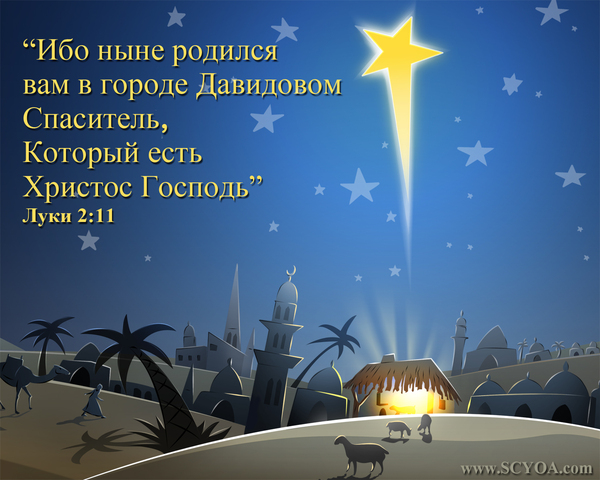 “Ибо ныне родился
вам в городе Давидовом
Спаситель,
Который есть
Христос Господь”
Луки 2:11
www.SCYOA.com